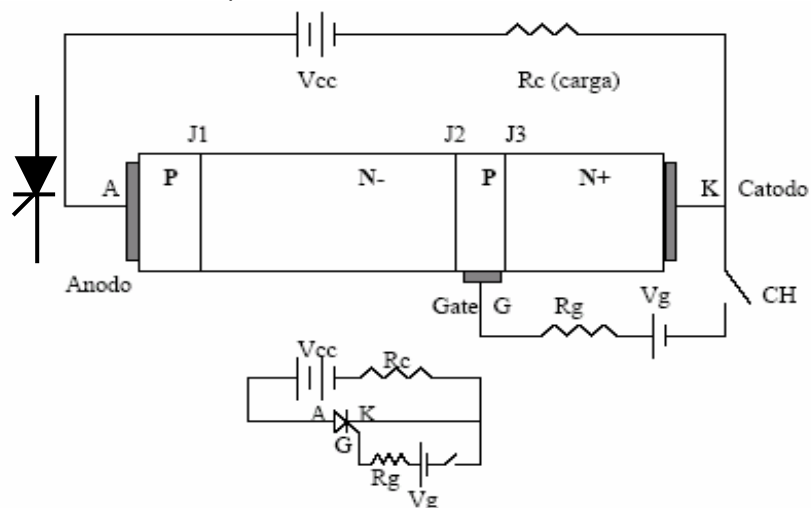 Vcc
Rc (carga)
J1
J2
J3
A
P
N-
P
N+
K
Catodo
Anodo
Gate
G
Rg
Vg
CH
Vcc
Rc
A
K
G
Rg
Vg